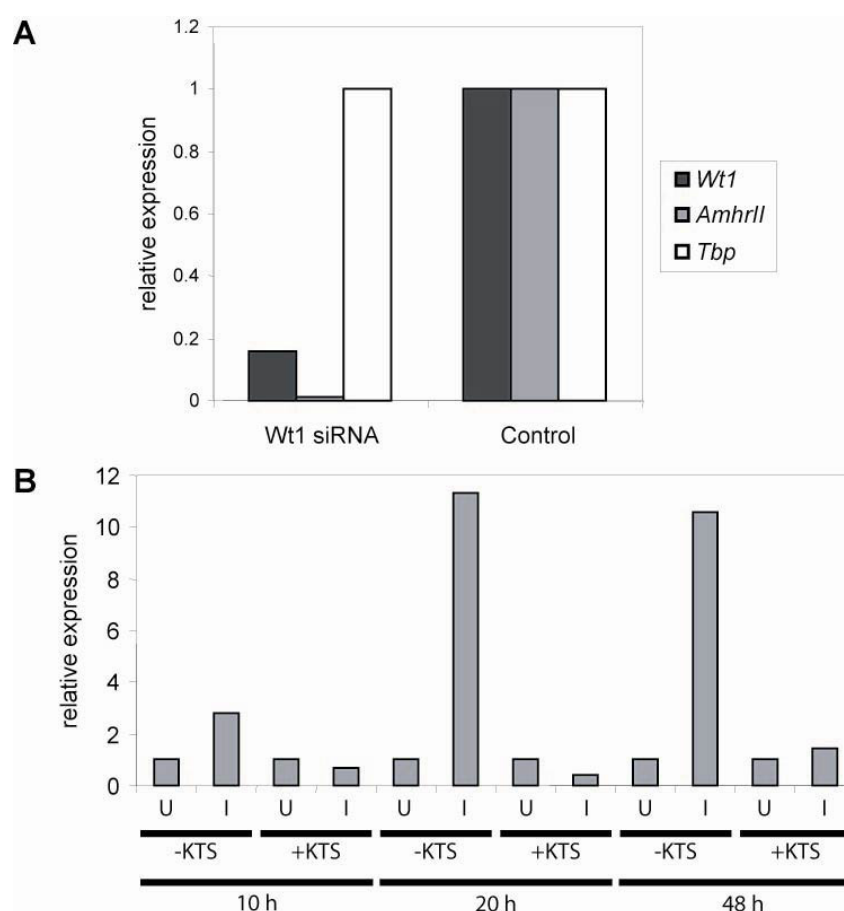 A
1.2
1
0.8
0.6
0.4
0.2
0
relative expression
Wt1 siRNA
Control
Wt1
AmhrII
Tbp
B
12
10
8
6
4
2
0
relative expression
U I U I U I U I U I U I
-KTS +KTS -KTS +KTS -KTS +KTS
10 h 20 h 48 h